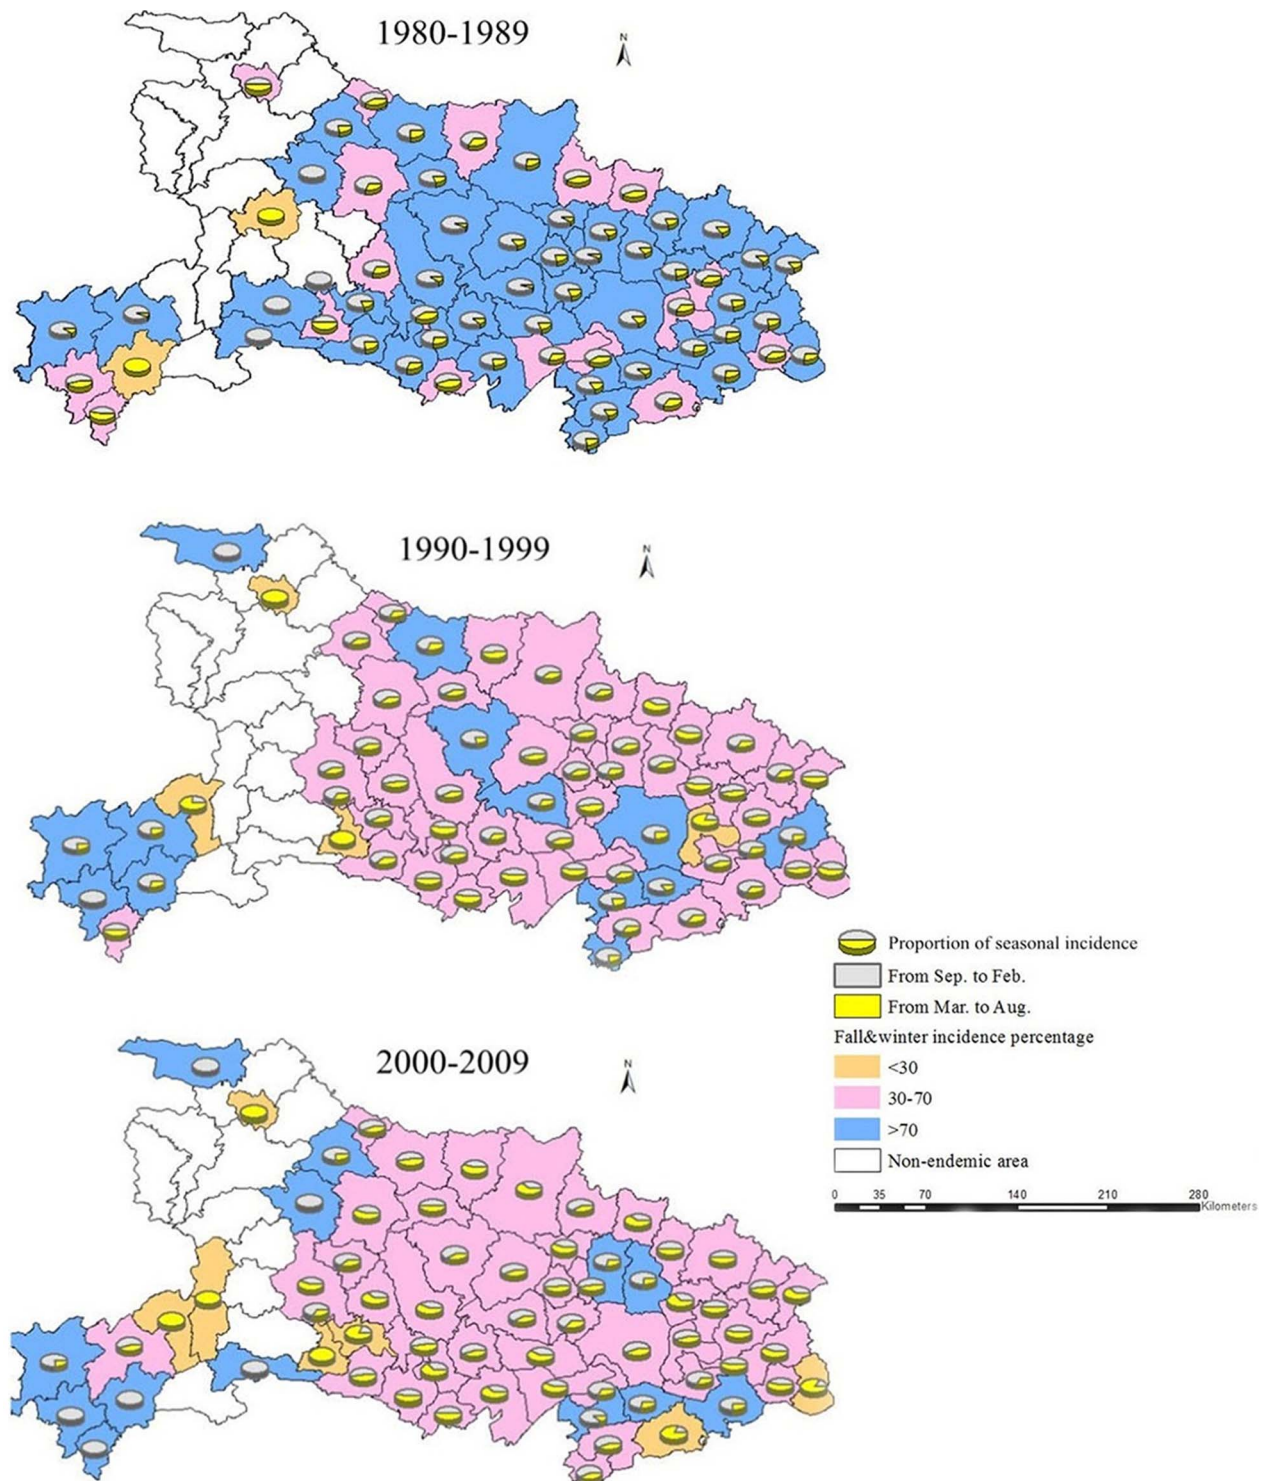 1980-1989
N
1990-1999
N
Proportion of seasonal incidence
From Sep. to Feb.
From Mar. to Aug.
Fall&winter incidence percentage
<30
30-70
>70
Non-endemic area
0 35 70 140 210 280
Kilometers
2000-2009
N